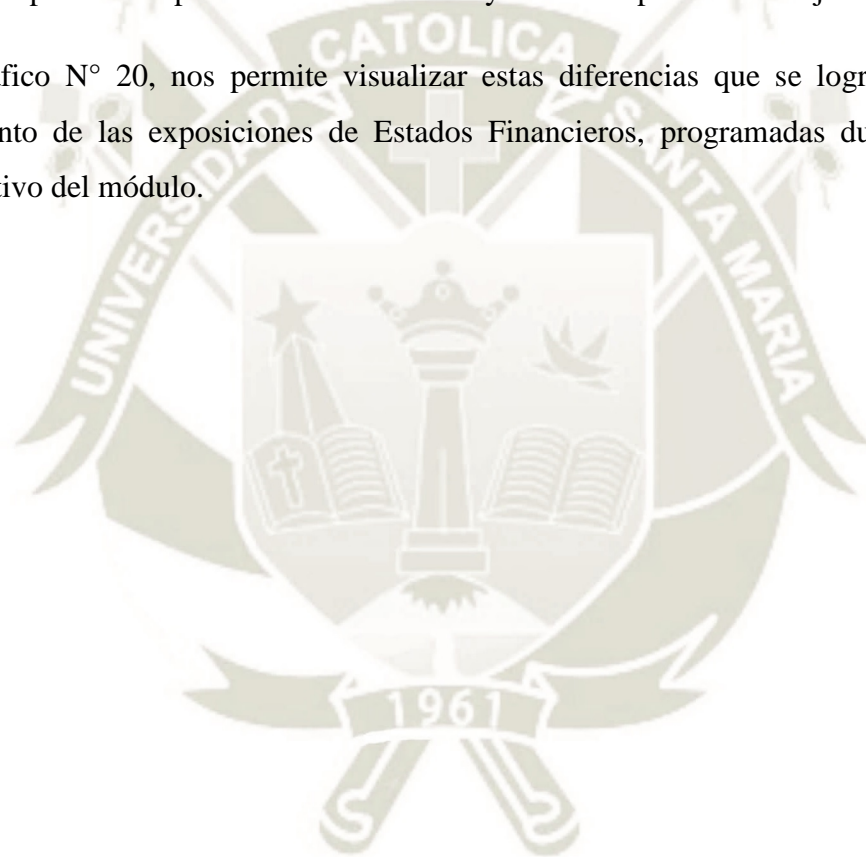 fico N° 20, nos permite visualizar estas diferencias que se logr
nto de las exposiciones de Estados Financieros, programadas du
tivo del módulo.
UNIVERSIDAD CATOLICA SANTA MARIA
1961